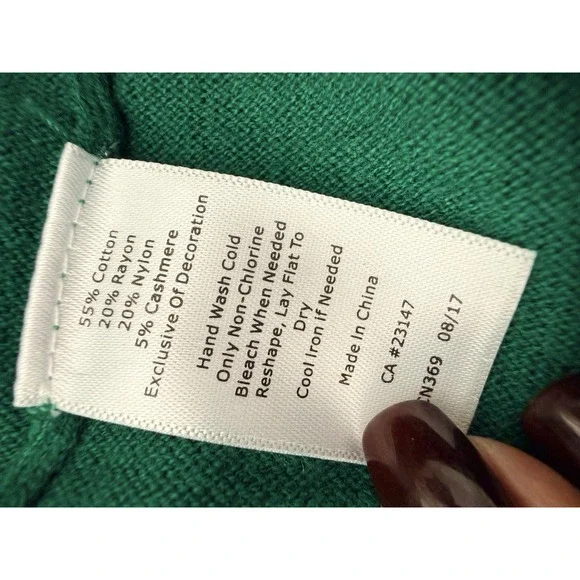 55% Cotton
20% Rayon
20% Nylon
5% Cashmere
Exclusive Of Decoration
Hand Wash Cold
Only Non-Chlorine
Bleach When Needed
Reshape, Lay Flat To
Dry
Cool Iron If Needed
Made In China
CA #23147
CN369 08/17